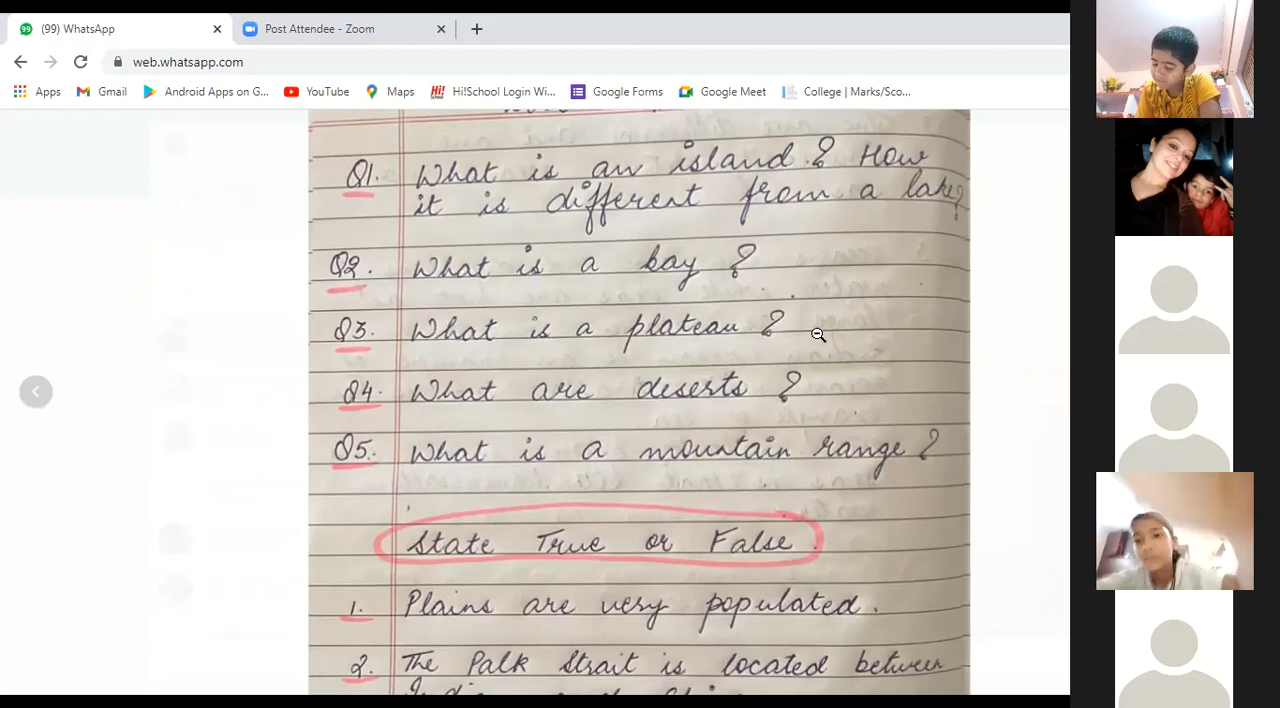 (99) WhatsApp
Post Attendee - Zoom
web.whatsapp.com
Apps
Gmail
Android Apps on G...
YouTube
Maps
Hi!School Login Wi...
Google Forms
Google Meet
College | Marks/Sco...
Q1. What is an island ? How
it is different from a lake?
Q2. What is a bay ?
Q3. What is a plateau ?
Q4. What are deserts ?
Q5. What is a mountain range ?
State True or False.
1. Plains are very populated.
2. The Palk Strait is located between